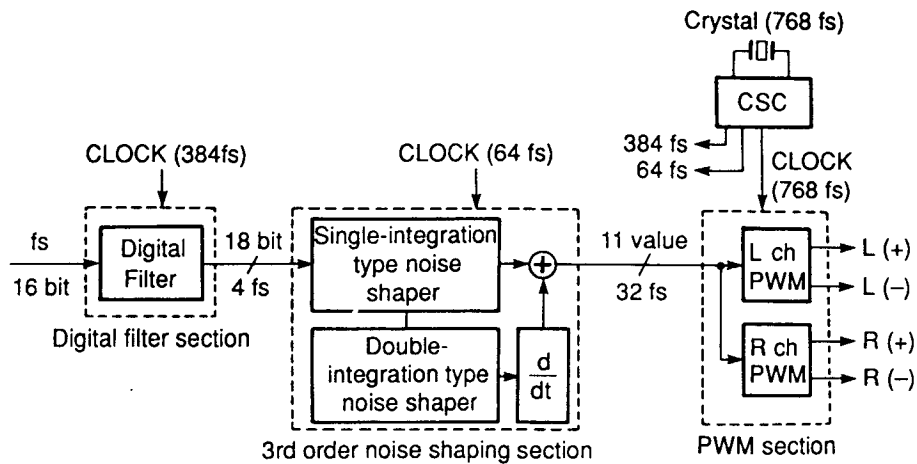 Crystal (768 fs)
CSC
384 fs
64 fs
CLOCK
(768 fs)
CLOCK (384fs)
CLOCK (64 fs)
fs
16 bit
Digital
Filter
Digital filter section
18 bit
4 fs
Single-integration
type noise
shaper
Double-
integration type
noise shaper
d
dt
+
3rd order noise shaping section
11 value
32 fs
L ch
PWM
L (+)
L (–)
R ch
PWM
R (+)
R (–)
PWM section